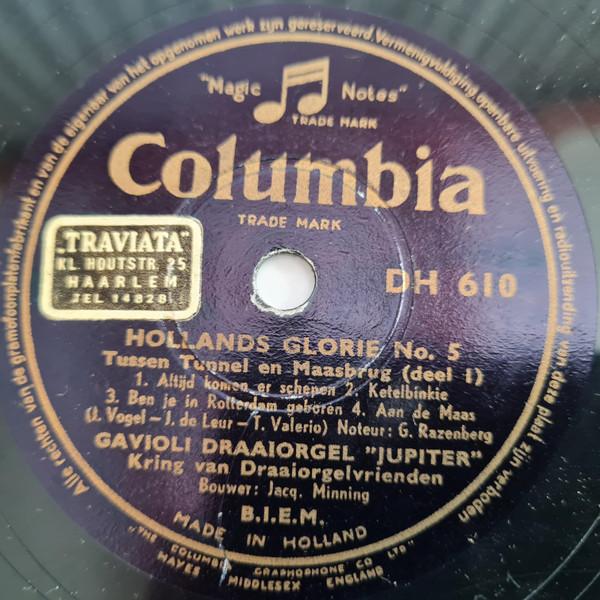 Alle rechten van de gramofoonplatenfabrikant en van de eigenaar van het opgenomen werk zijn gereserveerd. Vermenigvuldiging, openbare uitvoering en radiouitzending van deze plaat zijn verboden
"Magic Notes"
TRADE MARK
Columbia
TRADE MARK
"TRAVIATA"
KL. HOUTSTR. 25
HAARLEM
TEL 14828
DH 610
HOLLANDS GLORIE No. 5
Tussen Tunnel en Maasbrug (deel I)
1. Altijd komen er schepen 2. Ketelbinkie
3. Ben je in Rotterdam geboren 4. Aan de Maas
(J. Vogel-J. de Leur-T. Valerio) Noteur: G. Razenberg
GAVIOLI DRAAIORGEL "JUPITER"
Kring van Draaiorgelvrienden
Bouwer: Jacq. Minning
B.I.E.M.
MADE IN HOLLAND
"THE COLUMBIA GRAPHOPHONE CO LTD"
HAYES MIDDLESEX ENGLAND